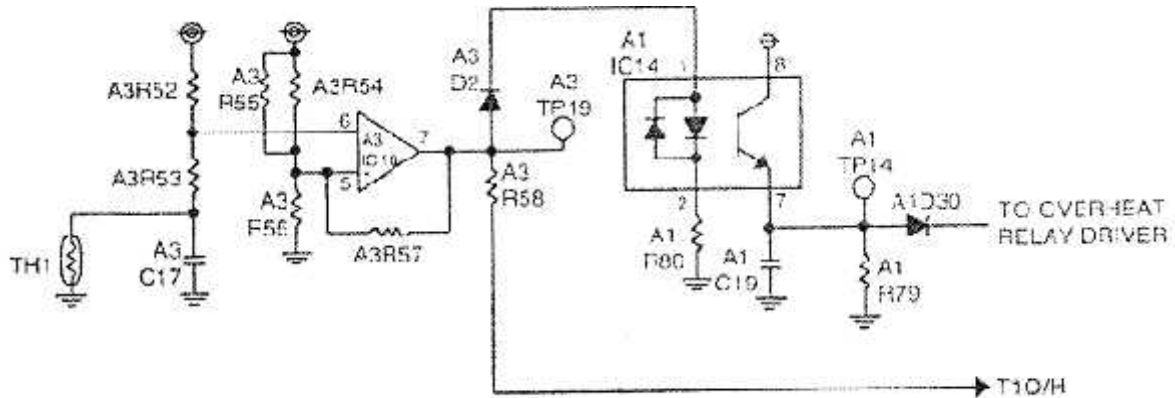 A3R52
A3
R55
A3R54
A3R53
A3
R56
TH1
A3
C17
6
5
7
A3
A3R57
A3
D2
A3
TP19
A3
R58
A1
IC14
1
8
2
7
A1
R80
A1
C19
A1
TP14
A1D30
A1
R79
TO OVERHEAT
RELAY DRIVER
T1O/H